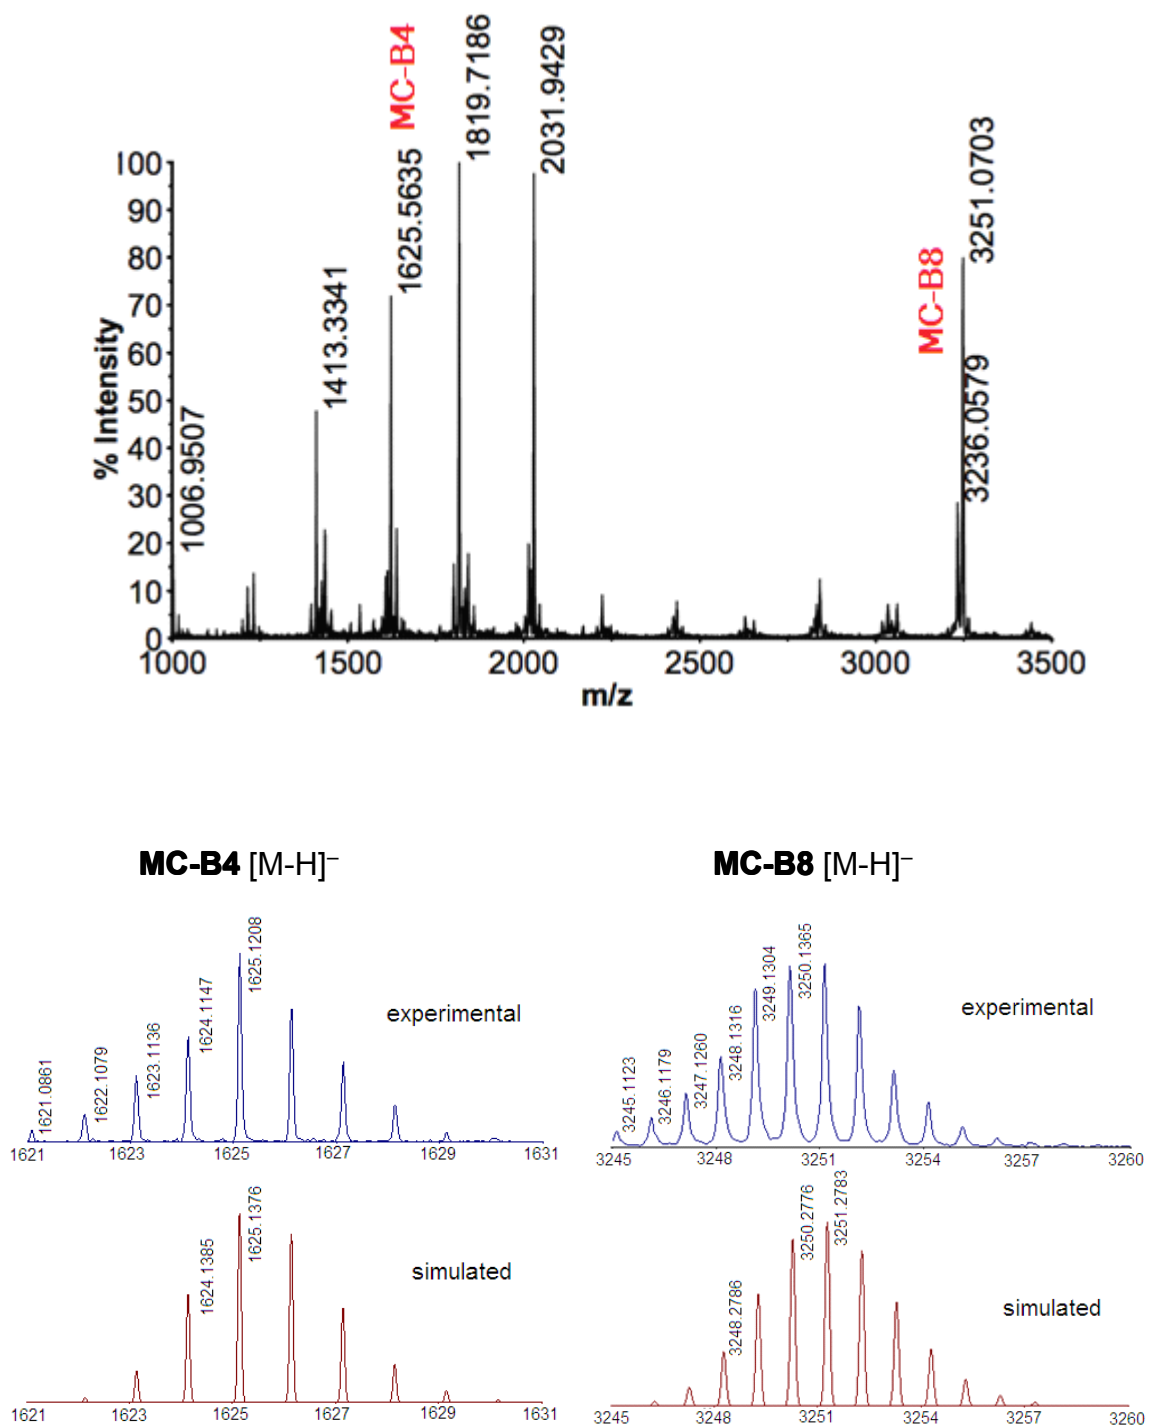 MC-B4
1819.7186
2031.9429
1625.5635
3251.0703
MC-B8
1413.3341
3236.0579
1006.9507
% Intensity
100
90
80
70
60
50
40
30
20
10
0
1000 1500 2000 2500 3000 3500
m/z
MC-B4 [M-H]–
1621.0861
1622.1079
1623.1136
1624.1147
1625.1208
experimental
1621 1623 1625 1627 1629 1631
1624.1385
1625.1376
simulated
1621 1623 1625 1627 1629 1631
MC-B8 [M-H]–
3245.1123
3246.1179
3247.1260
3248.1316
3249.1304
3250.1365
experimental
3245 3248 3251 3254 3257 3260
3248.2786
3250.2776
3251.2783
simulated
3245 3248 3251 3254 3257 3260